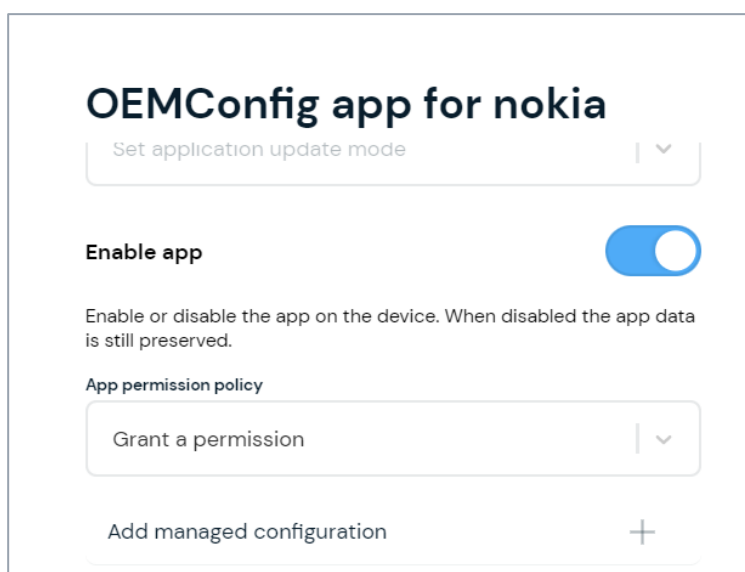 OEMConfig app for nokia
Set application update mode
Enable app
Enable or disable the app on the device. When disabled the app data
is still preserved.
App permission policy
Grant a permission
Add managed configuration